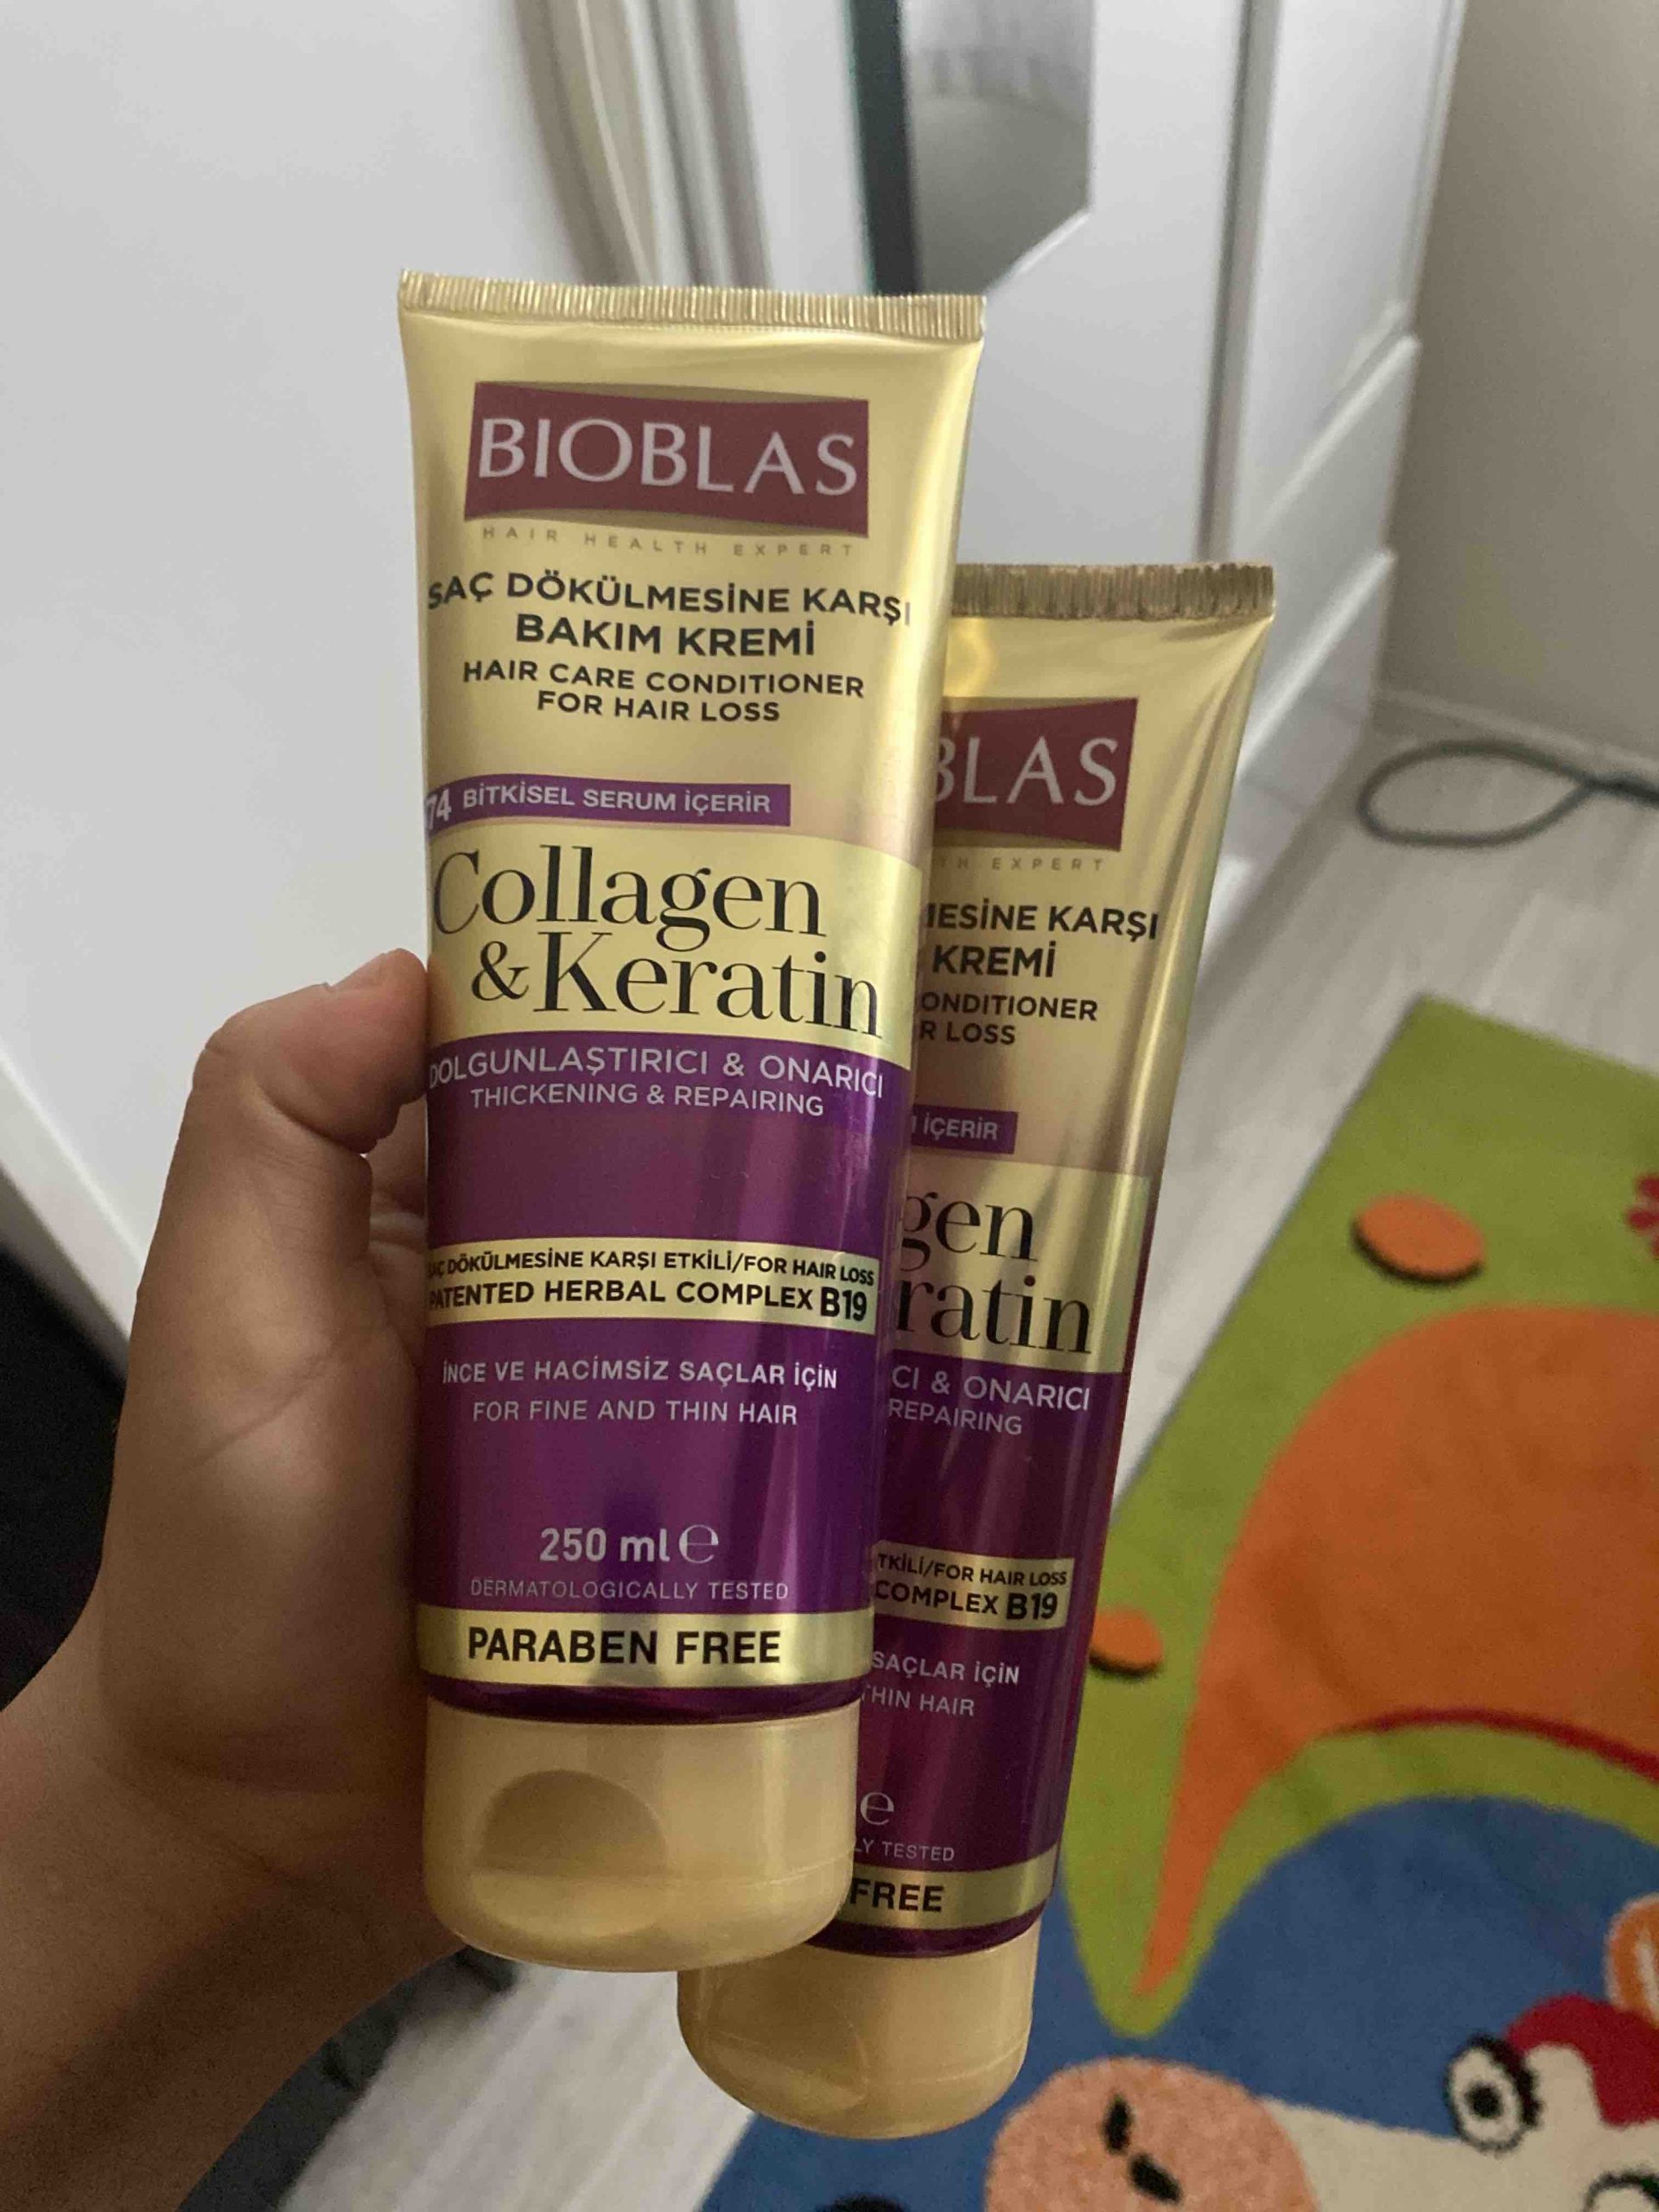 BIOBLAS
HAIR HEALTH EXPERT
SAÇ DÖKÜLMESİNE KARŞI
BAKIM KREMİ
HAIR CARE CONDITIONER
FOR HAIR LOSS
74 BİTKİSEL SERUM İÇERİR
Collagen
&Keratin
DOLGUNLAŞTIRICI & ONARICI
THICKENING & REPAIRING
SAÇ DÖKÜLMESİNE KARŞI ETKİLİ/FOR HAIR LOSS
PATENTED HERBAL COMPLEX B19
İNCE VE HACİMSİZ SAÇLAR İÇİN
FOR FINE AND THIN HAIR
250 ml e
DERMATOLOGICALLY TESTED
PARABEN FREE
BLAS
TH EXPERT
MESİNE KARŞI
KREMİ
ONDITIONER
R LOSS
İÇERİR
gen
ratin
CI & ONARICI
REPAIRING
TKİLİ/FOR HAIR LOSS
COMPLEX B19
SAÇLAR İÇİN
THIN HAIR
e
LY TESTED
FREE